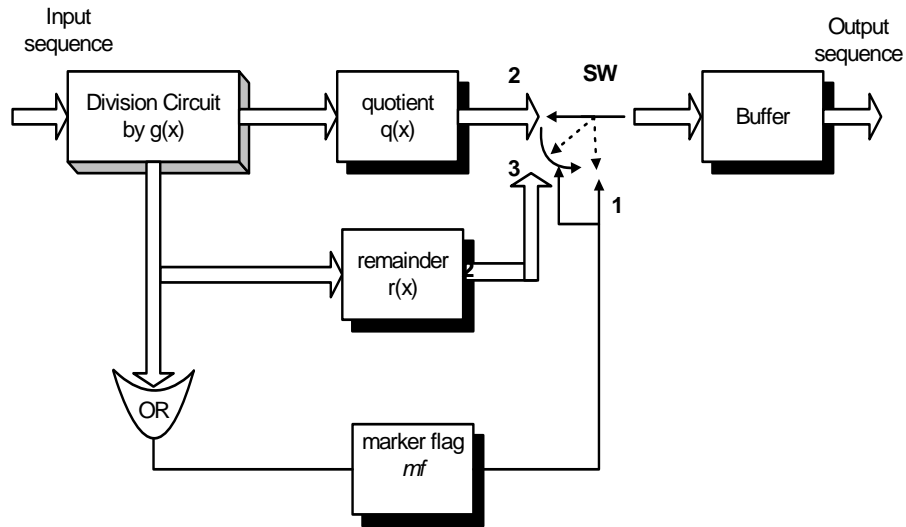 Input
sequence
Output
sequence
Division Circuit
by g(x)
quotient
q(x)
2
SW
Buffer
3
1
remainder
r(x)
2
OR
marker flag
mf